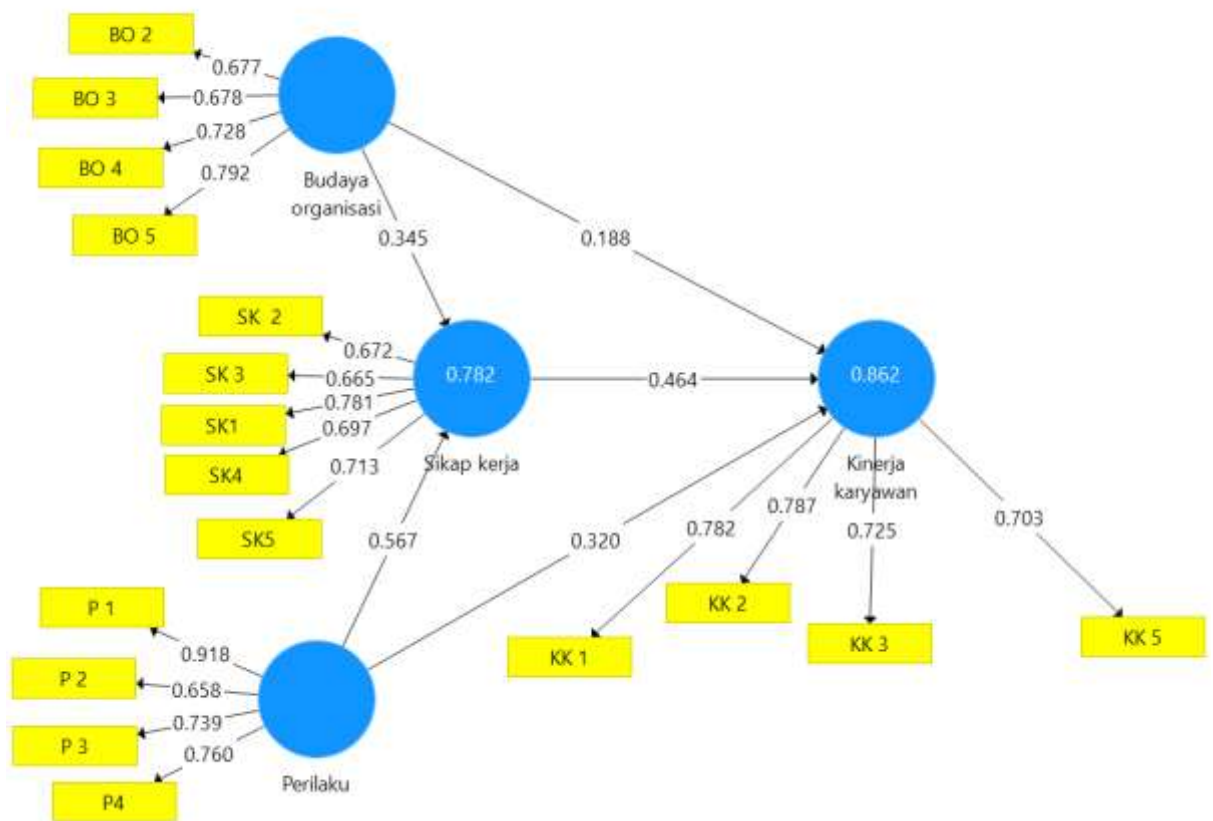 BO 2
0.677
BO 3
0.678
BO 4
0.728
0.792
BO 5
Budaya
organisasi
0.345
0.188
SK  2
0.672
SK 3
0.665
SK1
0.781
SK4
0.697
0.713
SK5
0.782
Sikap kerja
0.464
0.862
Kinerja
karyawan
0.567
0.320
0.782
0.787
0.725
0.703
KK 1
KK 2
KK 3
KK 5
P 1
0.918
P 2
0.658
P 3
0.739
0.760
P4
Perilaku